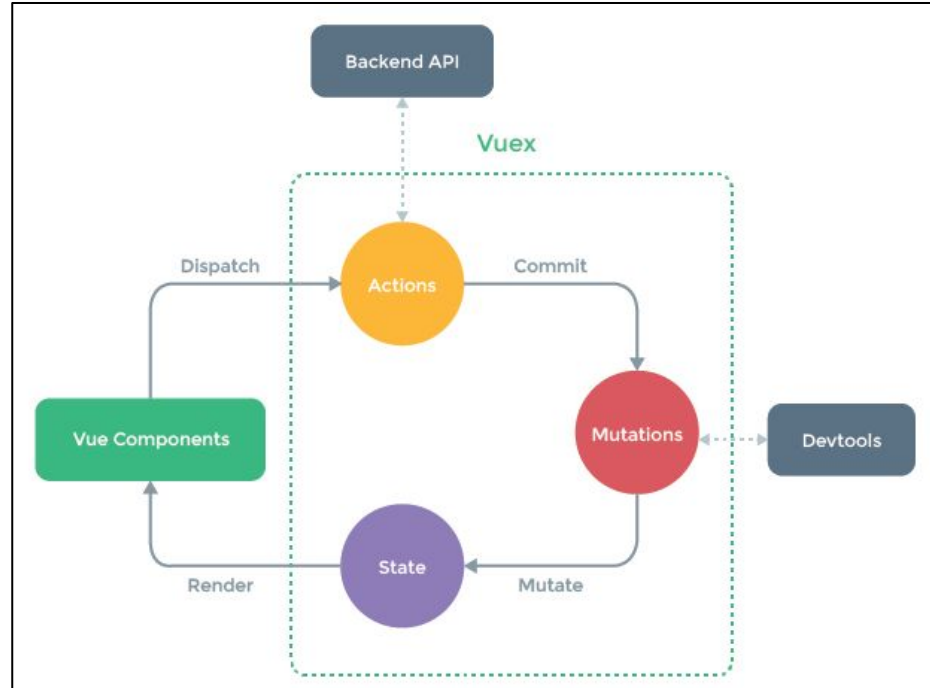 Backend API
Vuex
Dispatch
Actions
Commit
Vue Components
Mutations
Devtools
State
Render
Mutate